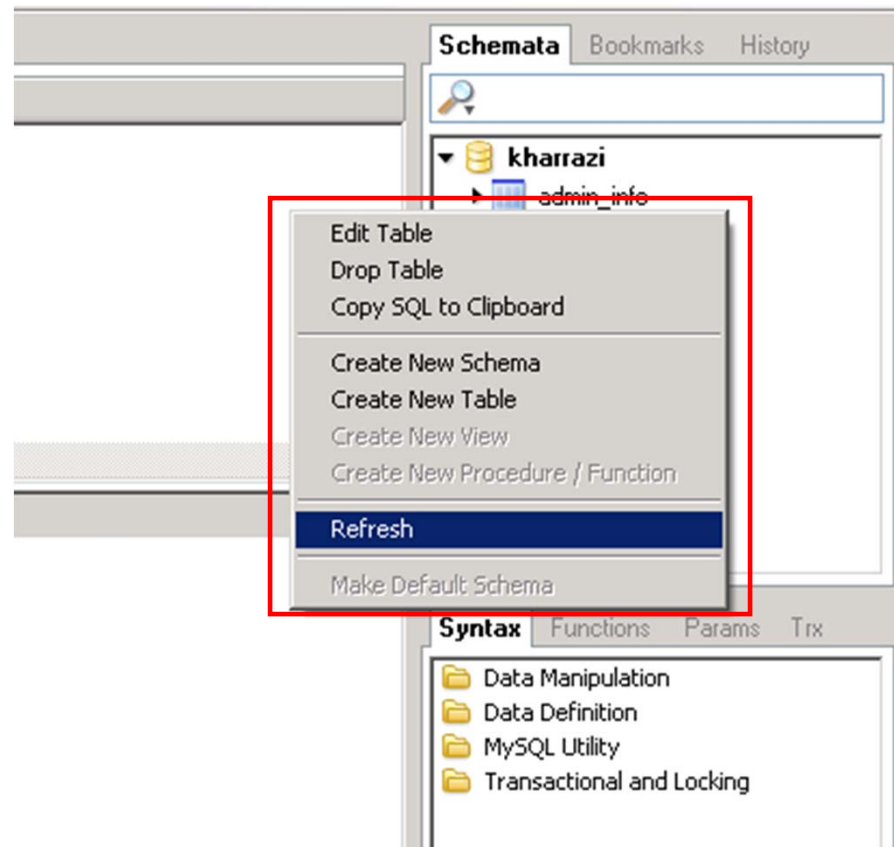 Schemata Bookmarks History
kharrazi
admin_info
Edit Table
Drop Table
Copy SQL to Clipboard
Create New Schema
Create New Table
Create New View
Create New Procedure / Function
Refresh
Make Default Schema
Syntax Functions Params Trx
Data Manipulation
Data Definition
MySQL Utility
Transactional and Locking